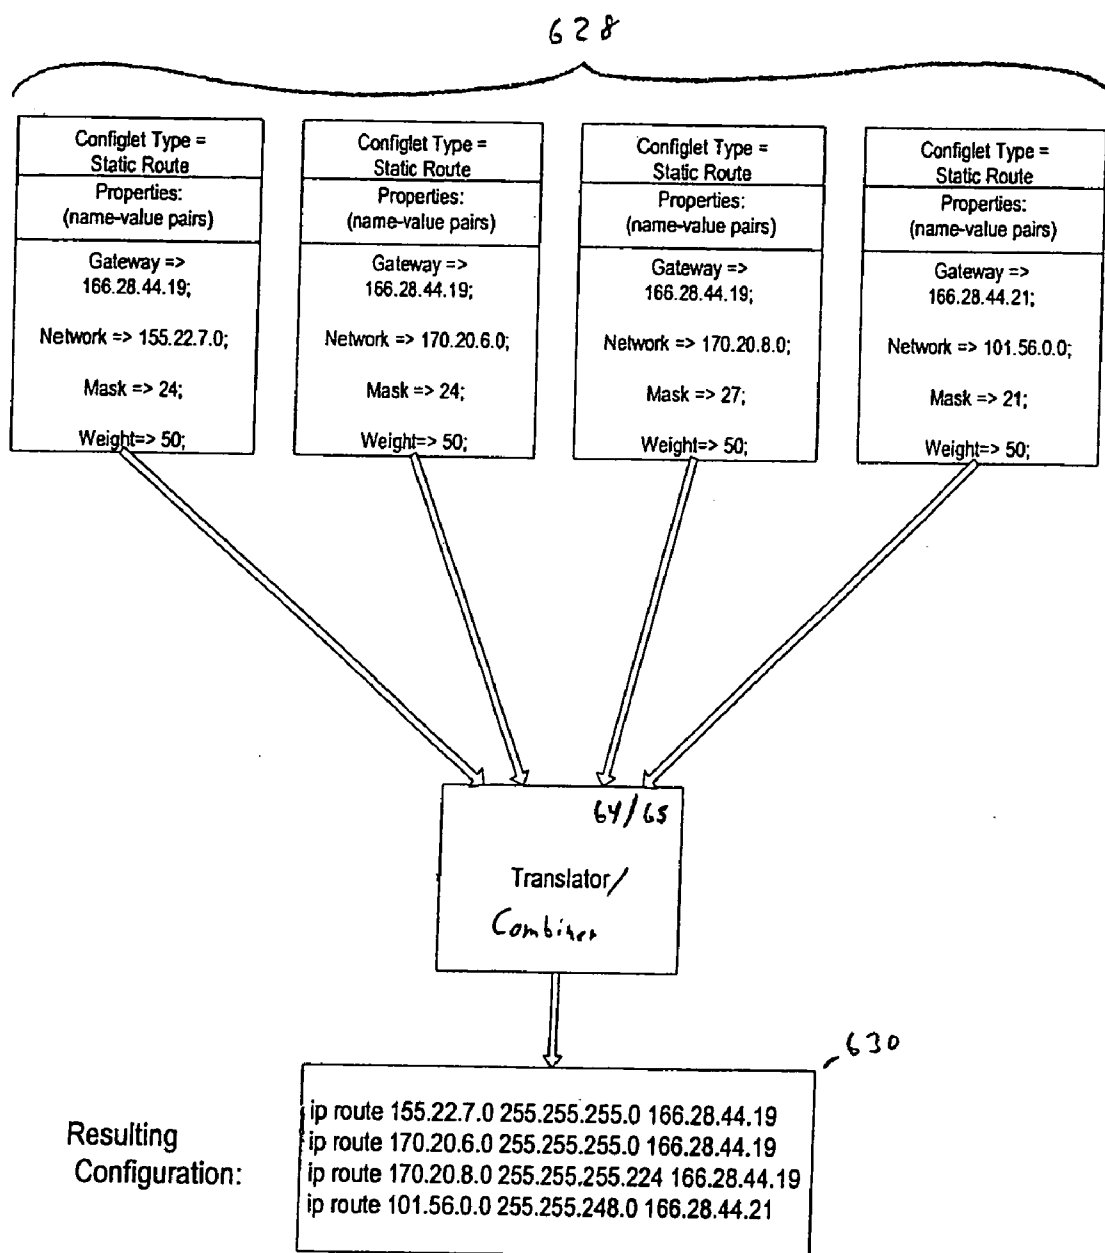 628
Configlet Type =
Static Route
Properties:
(name-value pairs)
Gateway =>
166.28.44.19;
Network => 155.22.7.0;
Mask => 24;
Weight=> 50;
Configlet Type =
Static Route
Properties:
(name-value pairs)
Gateway =>
166.28.44.19;
Network => 170.20.6.0;
Mask => 24;
Weight=> 50;
Configlet Type =
Static Route
Properties:
(name-value pairs)
Gateway =>
166.28.44.19;
Network => 170.20.8.0;
Mask => 27;
Weight=> 50;
Configlet Type =
Static Route
Properties:
(name-value pairs)
Gateway =>
166.28.44.21;
Network => 101.56.0.0;
Mask => 21;
Weight=> 50;
64/65
Translator/
Combiner
630
Resulting
Configuration:
ip route 155.22.7.0 255.255.255.0 166.28.44.19
ip route 170.20.6.0 255.255.255.0 166.28.44.19
ip route 170.20.8.0 255.255.255.224 166.28.44.19
ip route 101.56.0.0 255.255.248.0 166.28.44.21